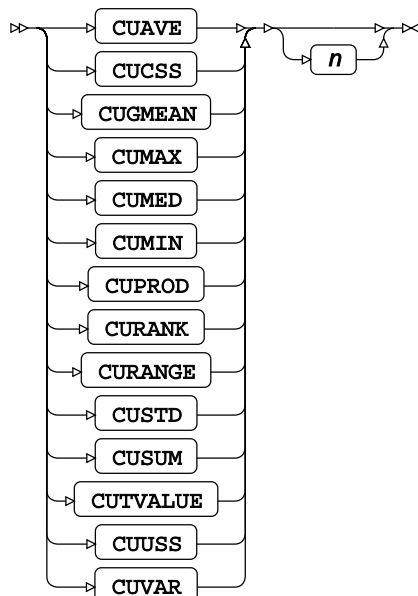 CUAVE
n
CUCSS
CUGMEAN
CUMAX
CUMED
CUMIN
CUPROD
CURANK
CURANGE
CUSTD
CUSUM
CUTVALUE
CUUSS
CUVAR